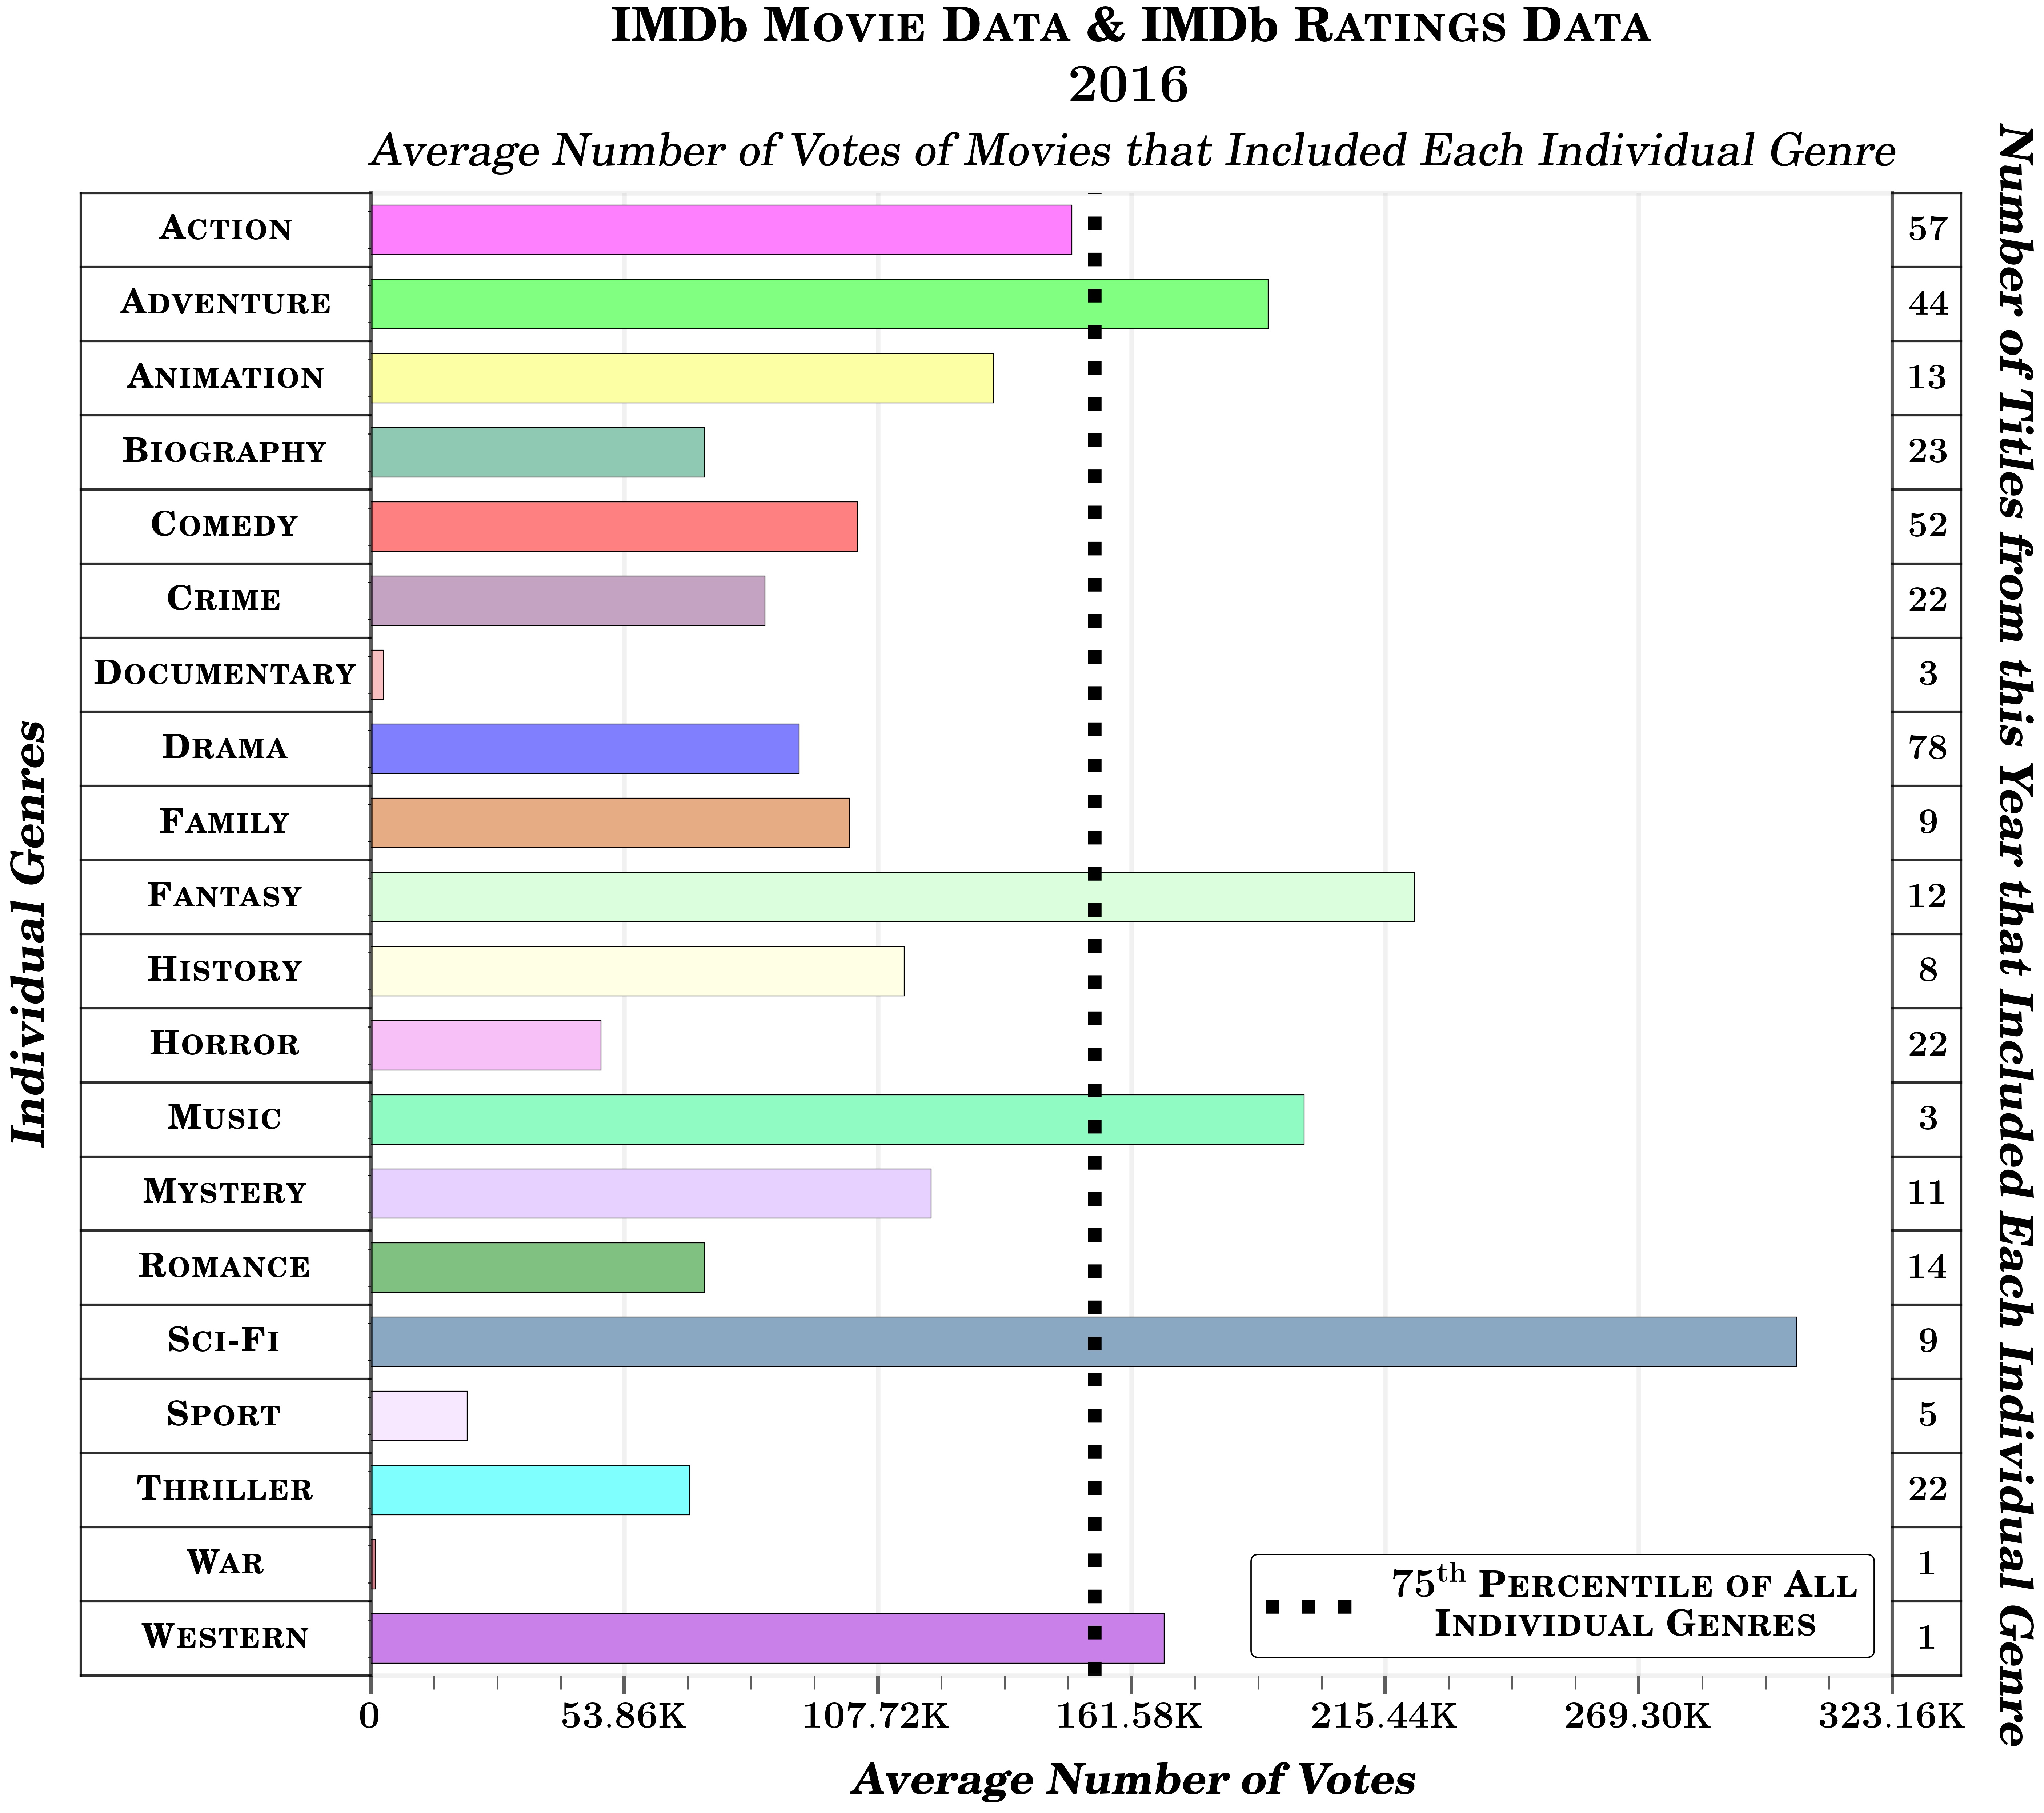 IMDb MOVIE DATA & IMDb RATINGS DATA
2016
Average Number of Votes of Movies that Included Each Individual Genre
Individual Genres
ACTION 57
ADVENTURE 44
ANIMATION 13
BIOGRAPHY 23
COMEDY 52
CRIME 22
DOCUMENTARY 3
DRAMA 78
FAMILY 9
FANTASY 12
HISTORY 8
HORROR 22
MUSIC 3
MYSTERY 11
ROMANCE 14
SCI-FI 9
SPORT 5
THRILLER 22
WAR 1
WESTERN 1
75th PERCENTILE OF ALL
INDIVIDUAL GENRES
0 53.86K 107.72K 161.58K 215.44K 269.30K 323.16K
Average Number of Votes
Number of Titles from this Year that Included Each Individual Genre